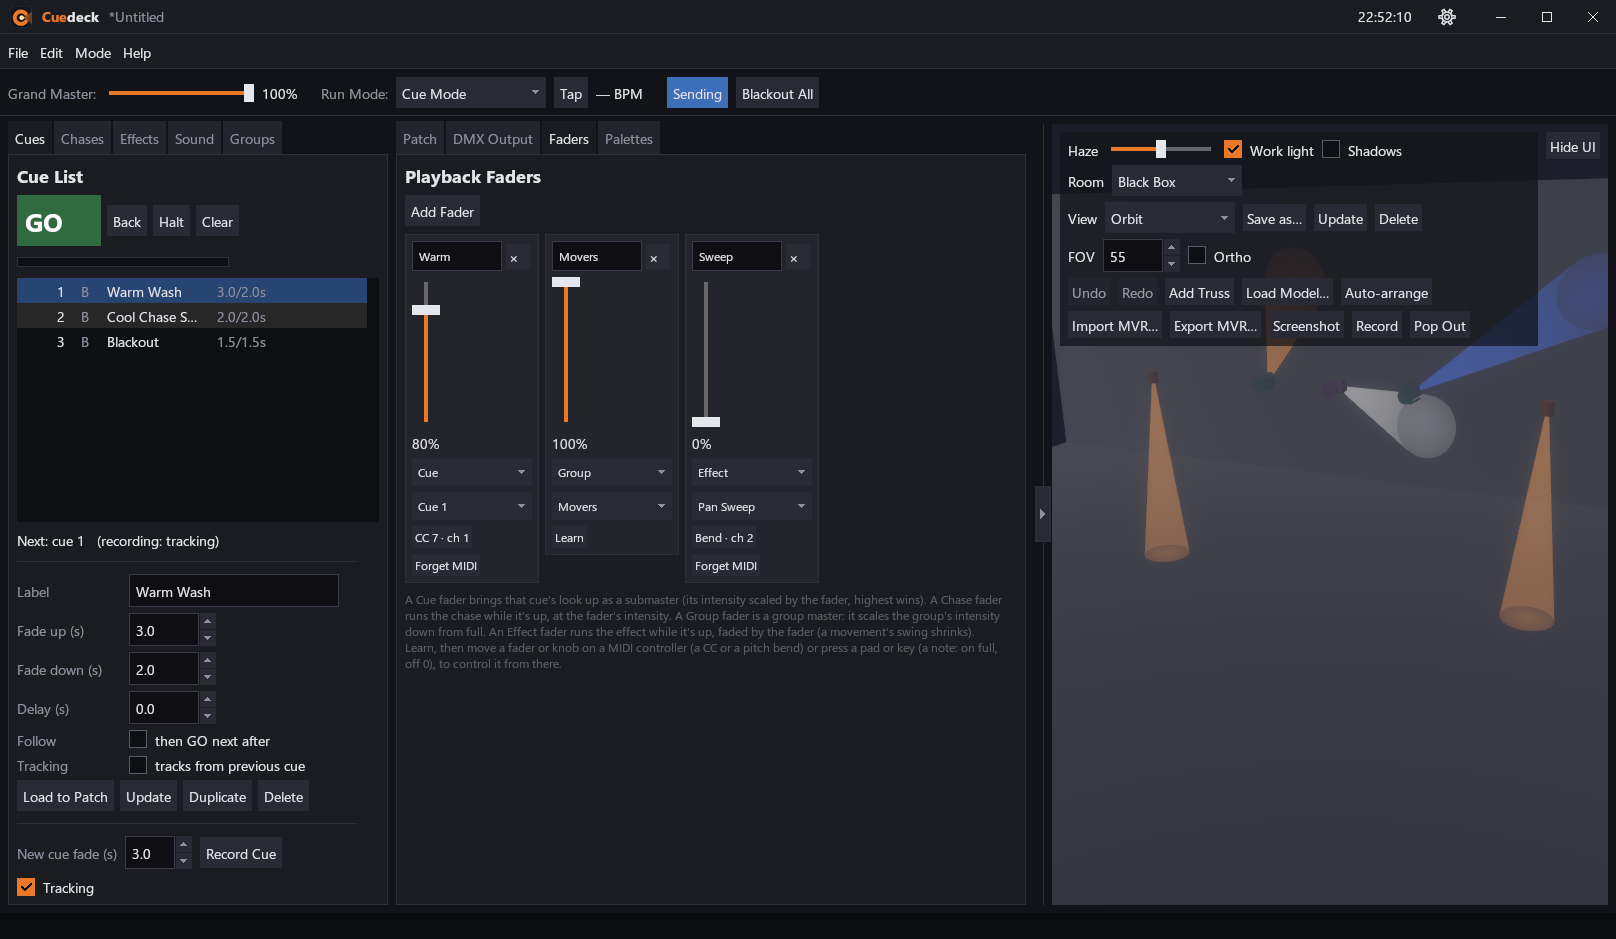 Cuedeck *Untitled 22:52:10
File Edit Mode Help
Grand Master: 100% Run Mode: Cue Mode Tap — BPM Sending Blackout All
Cues Chases Effects Sound Groups
Cue List
GO Back Halt Clear
1 B Warm Wash 3.0/2.0s
2 B Cool Chase S... 2.0/2.0s
3 B Blackout 1.5/1.5s
Next: cue 1 (recording: tracking)
Label Warm Wash
Fade up (s) 3.0
Fade down (s) 2.0
Delay (s) 0.0
Follow then GO next after
Tracking tracks from previous cue
Load to Patch Update Duplicate Delete
New cue fade (s) 3.0 Record Cue
Tracking
Patch DMX Output Faders Palettes
Playback Faders
Add Fader
Warm × Movers × Sweep ×
80% 100% 0%
Cue Group Effect
Cue 1 Movers Pan Sweep
CC 7 · ch 1 Learn Bend · ch 2
Forget MIDI Forget MIDI
A Cue fader brings that cue's look up as a submaster (its intensity scaled by the fader, highest wins). A Chase fader
runs the chase while it's up, at the fader's intensity. A Group fader is a group master: it scales the group's intensity
down from full. An Effect fader runs the effect while it's up, faded by the fader (a movement's swing shrinks).
Learn, then move a fader or knob on a MIDI controller (a CC or a pitch bend) or press a pad or key (a note: on full,
off 0), to control it from there.
Haze Work light Shadows Hide UI
Room Black Box
View Orbit Save as... Update Delete
FOV 55 Ortho
Undo Redo Add Truss Load Model... Auto-arrange
Import MVR... Export MVR... Screenshot Record Pop Out